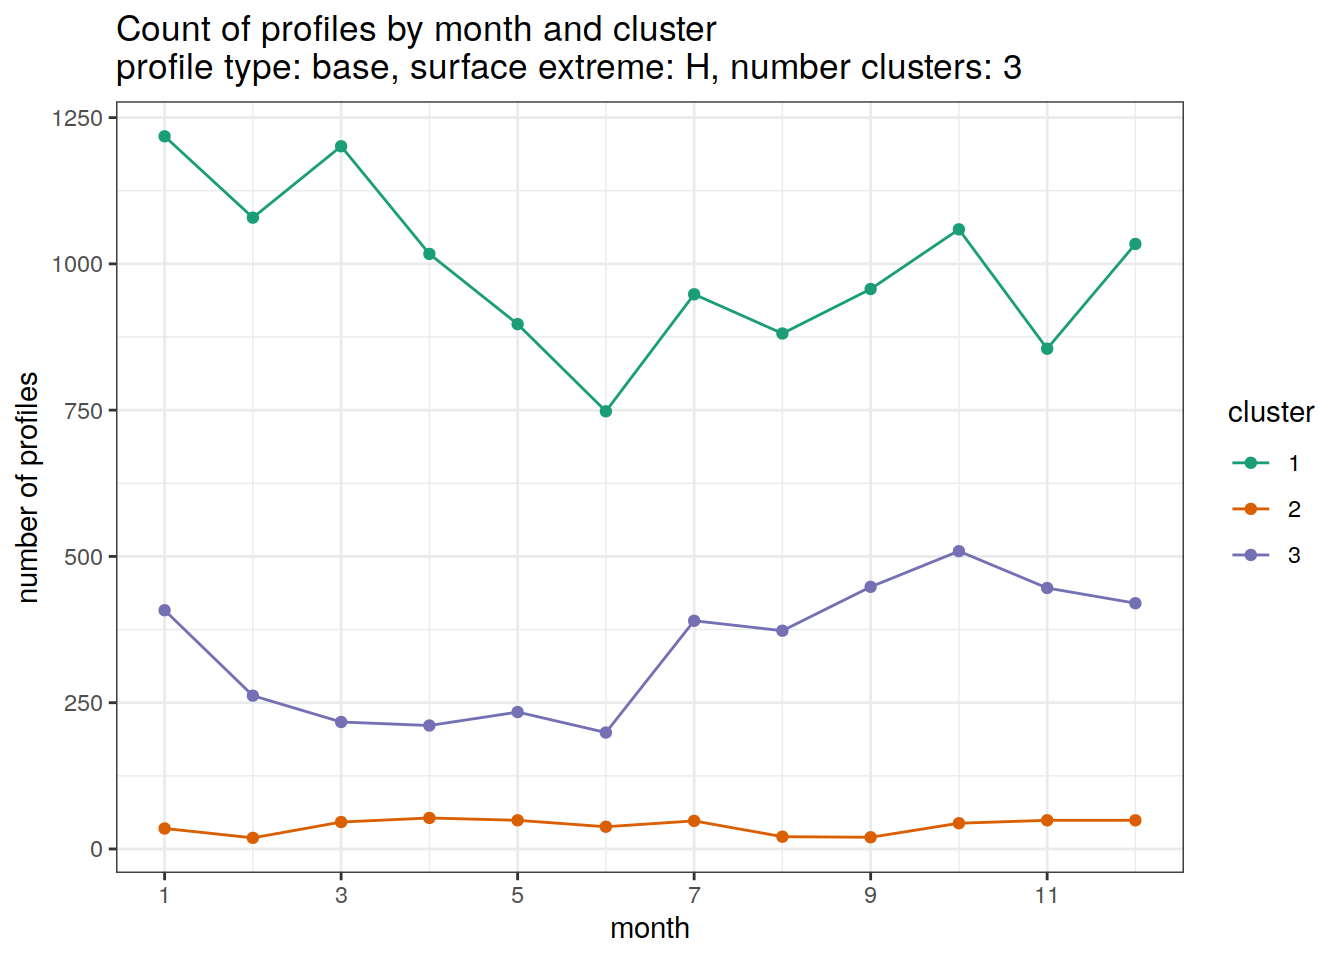 Count of profiles by month and cluster
profile type: base, surface extreme: H, number clusters: 3
1250
1000
750
500
250
0
number of profiles
1 3 5 7 9 11
month
cluster
1
2
3